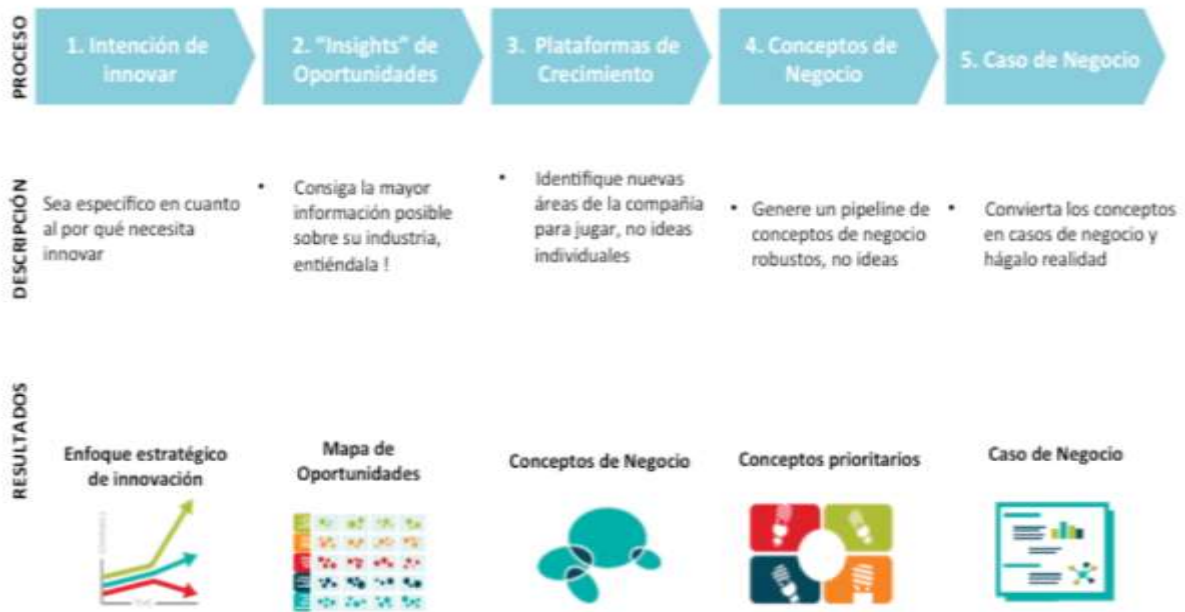 PROCESO
1. Intención de
innovar
2. "Insights" de
Oportunidades
3. Plataformas de
Crecimiento
4. Conceptos de
Negocio
5. Caso de Negocio
DESCRIPCIÓN
Sea específico en cuanto
al por qué necesita
innovar
• Consiga la mayor
información posible
sobre su industria,
entiéndala !
• Identifique nuevas
áreas de la compañía
para jugar, no ideas
individuales
• Genere un pipeline de
conceptos de negocio
robustos, no ideas
• Convierta los conceptos
en casos de negocio y
hágalo realidad
RESULTADOS
Enfoque estratégico
de innovación
Mapa de
Oportunidades
Conceptos de Negocio
Conceptos prioritarios
Caso de Negocio